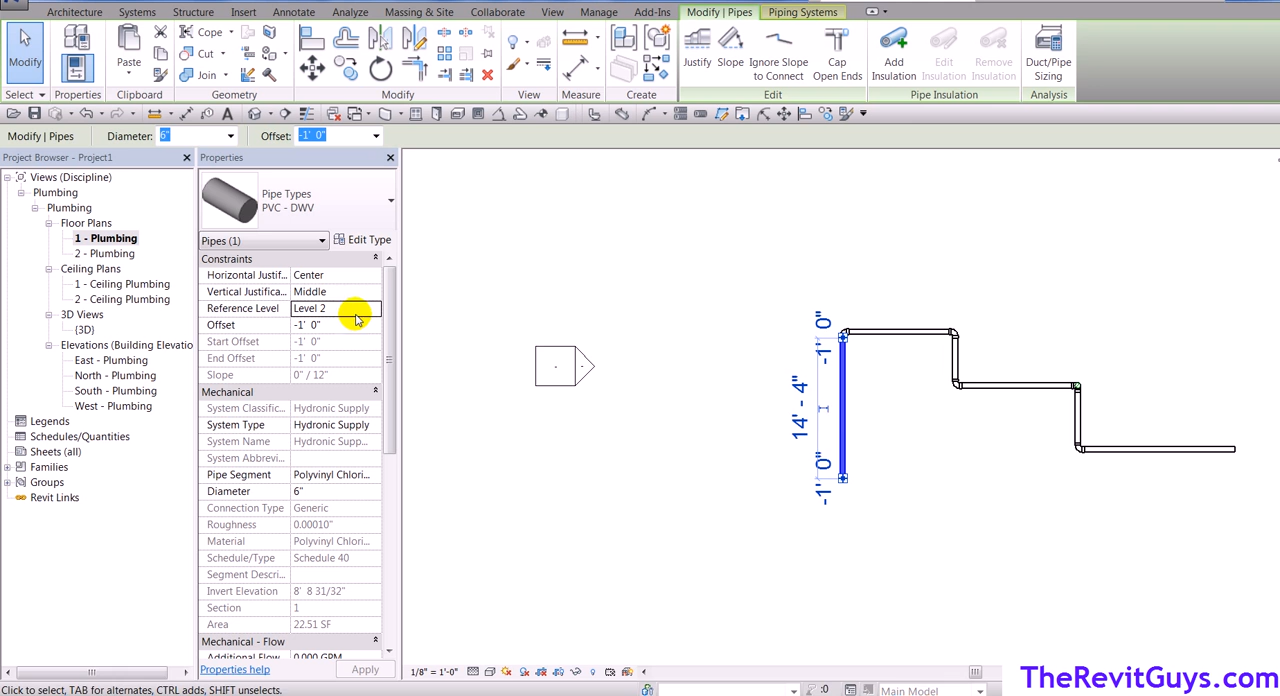 Architecture Systems Structure Insert Annotate Analyze Massing & Site Collaborate View Manage Add-Ins Modify | Pipes Piping Systems
Modify
Properties
Paste
Cope
Cut
Join
Justify Slope Ignore Slope to Connect Cap Open Ends
Add Insulation Edit Insulation Remove Insulation
Duct/Pipe Sizing
Select Properties Clipboard Geometry Modify View Measure Create Edit Pipe Insulation Analysis
Modify | Pipes Diameter: 6" Offset: -1' 0"
Project Browser - Project1
Views (Discipline)
Plumbing
Plumbing
Floor Plans
1 - Plumbing
2 - Plumbing
Ceiling Plans
1 - Ceiling Plumbing
2 - Ceiling Plumbing
3D Views
{3D}
Elevations (Building Elevatio
East - Plumbing
North - Plumbing
South - Plumbing
West - Plumbing
Legends
Schedules/Quantities
Sheets (all)
Families
Groups
Revit Links
Properties
Pipe Types
PVC - DWV
Pipes (1) Edit Type
Constraints
Horizontal Justif... Center
Vertical Justifica... Middle
Reference Level Level 2
Offset -1' 0"
Start Offset -1' 0"
End Offset -1' 0"
Slope 0" / 12"
Mechanical
System Classific... Hydronic Supply
System Type Hydronic Supply
System Name Hydronic Supp...
System Abbrevi...
Pipe Segment Polyvinyl Chlori...
Diameter 6"
Connection Type Generic
Roughness 0.00010"
Material Polyvinyl Chlori...
Schedule/Type Schedule 40
Segment Descri...
Invert Elevation 8' 8 31/32"
Section 1
Area 22.51 SF
Mechanical - Flow
Additional Flow 0.000 GPM
Properties help Apply
-1' 0"
14' - 4"
-1' 0"
1/8" = 1'-0"
TheRevitGuys.com
Click to select, TAB for alternates, CTRL adds, SHIFT unselects.
:0 Main Model